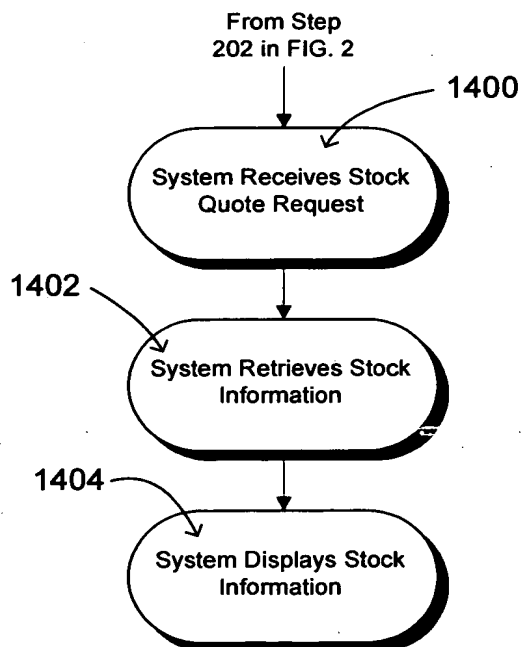 From Step
202 in FIG. 2
1400
System Receives Stock
Quote Request
1402
System Retrieves Stock
Information
1404
System Displays Stock
Information